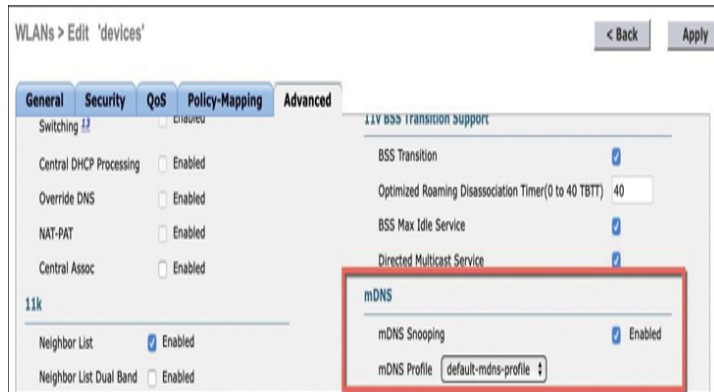 WLANs > Edit 'devices'
< Back
Apply
General
Security
QoS
Policy-Mapping
Advanced
Switching 13
Enabled
Central DHCP Processing
Enabled
Override DNS
Enabled
NAT-PAT
Enabled
Central Assoc
Enabled
11k
Neighbor List
Enabled
Neighbor List Dual Band
Enabled
11v BSS Transition Support
BSS Transition
Optimized Roaming Disassociation Timer(0 to 40 TBTT) 40
BSS Max Idle Service
Directed Multicast Service
mDNS
mDNS Snooping
Enabled
mDNS Profile default-mdns-profile